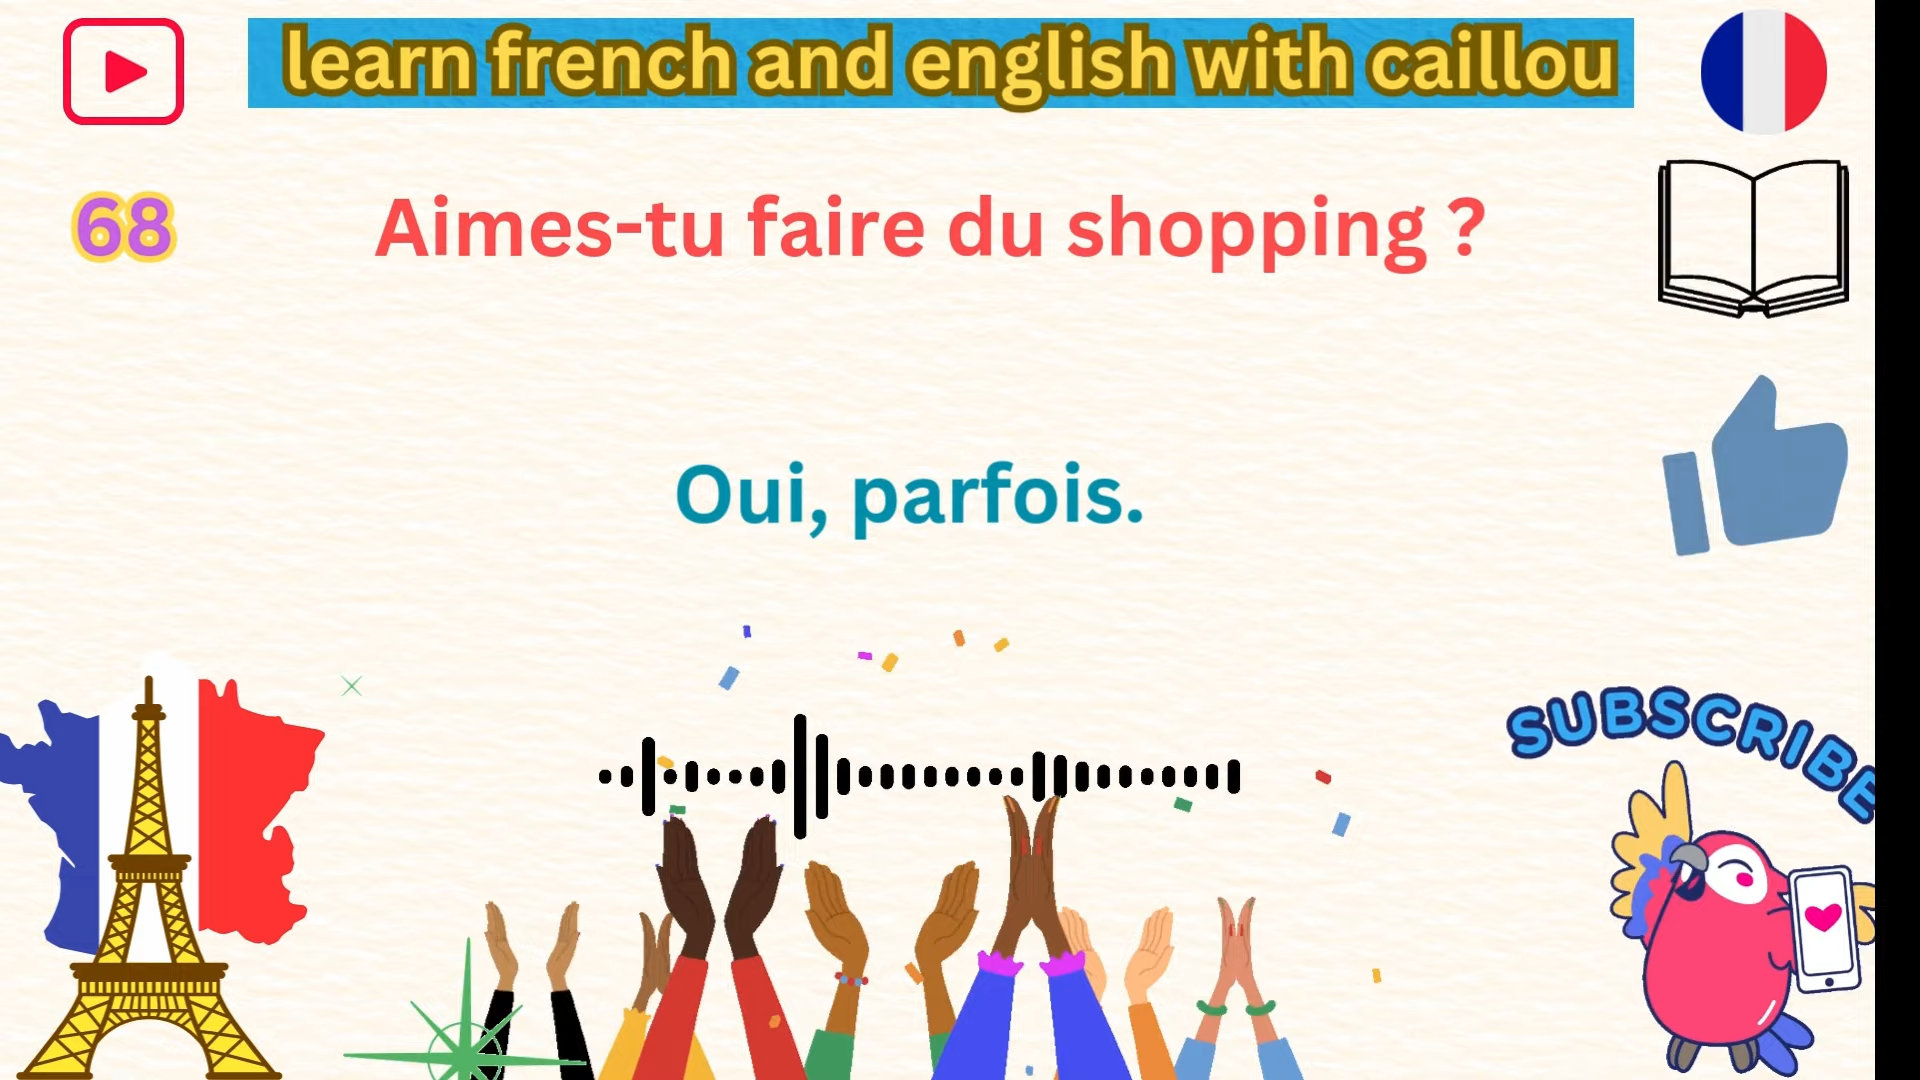 learn french and english with caillou
68
Aimes-tu faire du shopping ?
Oui, parfois.
SUBSCRIBE